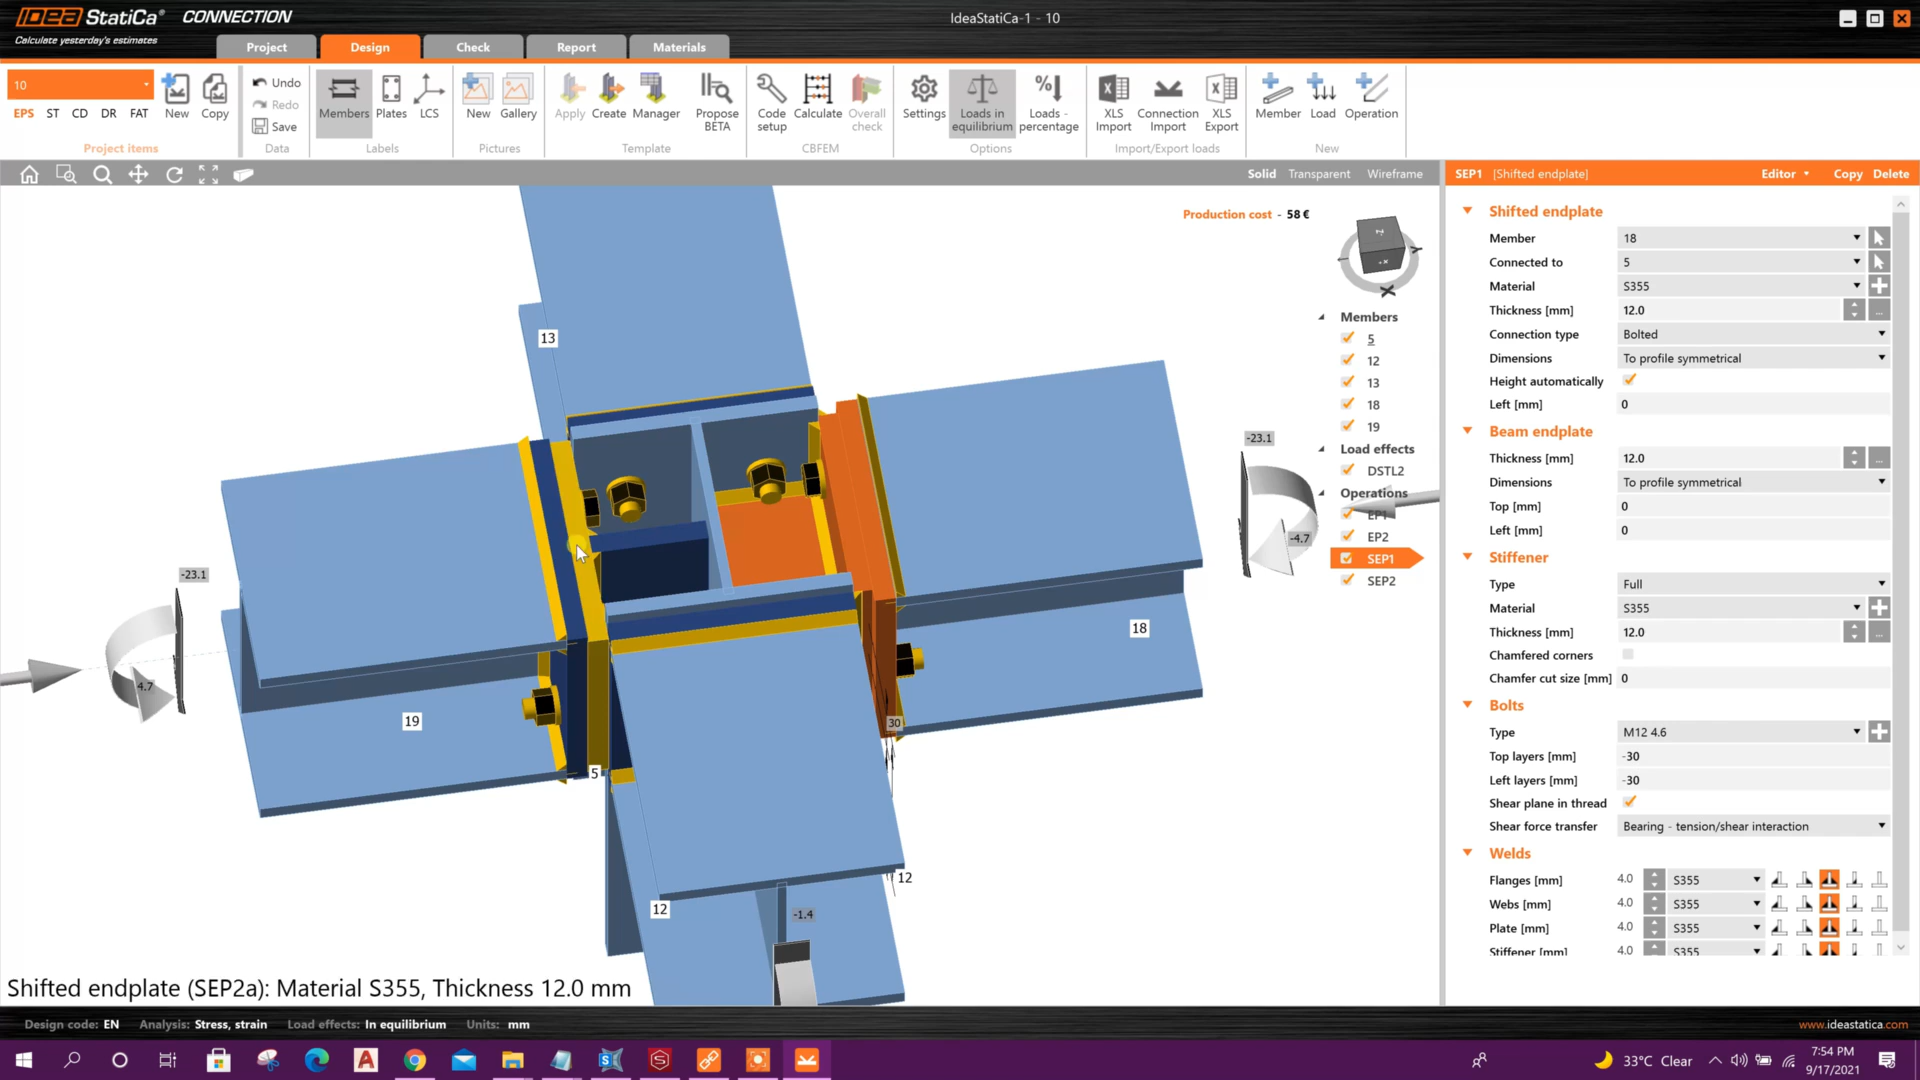 IDEA StatiCa® CONNECTION
Calculate yesterday's estimates
IdeaStatiCa-1 - 10
Project
Design
Check
Report
Materials
10
EPS ST CD DR FAT
New
Copy
Project items
Undo
Redo
Save
Data
Members
Plates
LCS
Labels
New
Gallery
Pictures
Apply
Create
Manager
Propose
BETA
Template
Code
setup
Calculate
Overall
check
CBFEM
Settings
Loads in
equilibrium
Loads -
percentage
Options
XLS
Import
Connection
Import
XLS
Export
Import/Export loads
Member
Load
Operation
New
Solid Transparent Wireframe
Production cost - 58 €
Members
5
12
13
18
19
Load effects
DSTL2
Operations
EP1
EP2
SEP1
SEP2
13
-23.1
-4.7
18
-23.1
4.7
19
5
30
12
12
-1.4
X
Y
Shifted endplate (SEP2a): Material S355, Thickness 12.0 mm
SEP1 [Shifted endplate] Editor Copy Delete
Shifted endplate
Member 18
Connected to 5
Material S355
Thickness [mm] 12.0
Connection type Bolted
Dimensions To profile symmetrical
Height automatically
Left [mm] 0
Beam endplate
Thickness [mm] 12.0
Dimensions To profile symmetrical
Top [mm] 0
Left [mm] 0
Stiffener
Type Full
Material S355
Thickness [mm] 12.0
Chamfered corners
Chamfer cut size [mm] 0
Bolts
Type M12 4.6
Top layers [mm] -30
Left layers [mm] -30
Shear plane in thread
Shear force transfer Bearing - tension/shear interaction
Welds
Flanges [mm] 4.0 S355
Webs [mm] 4.0 S355
Plate [mm] 4.0 S355
Stiffener [mm] 4.0 S355
Design code: EN Analysis: Stress, strain Load effects: In equilibrium Units: mm
www.ideastatica.com
33°C Clear
7:54 PM
9/17/2021